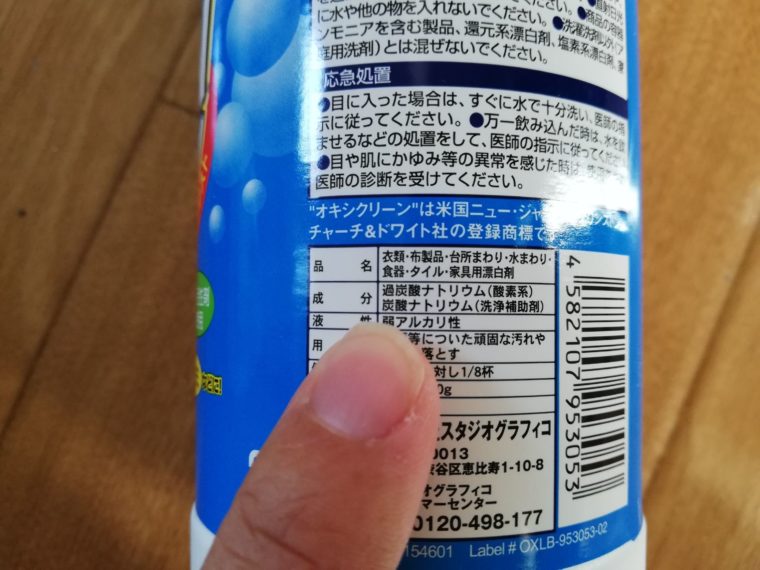 に水や他の物を入れないでください。●商品の容器
ンモニアを含む製品、還元系漂白剤、塩素系漂白剤、
庭用洗剤)とは混ぜないでください。
応急処置
●目に入った場合は、すぐに水で十分洗い、医師の指
示に従ってください。●万一飲み込んだ時は、水を飲
ませるなどの処置をして、医師の指示に従ってくだ
●目や肌にかゆみ等の異常を感じた時は、使用
医師の診断を受けてください。
"オキシクリーン"は米国ニュー・ジャ
チャーチ&ドワイト社の登録商標で
品 名 衣類・布製品・台所まわり・水まわり・
食器・タイル・家具用漂白剤
成 分 過炭酸ナトリウム(酸素系)
炭酸ナトリウム(洗浄補助剤)
液 性 弱アルカリ性
用 等についた頑固な汚れや
落とす
対し1/8杯
0g
スタジオグラフィコ
0013
谷区恵比寿1-10-8
オグラフィコ
マーセンター
0120-498-177
154601 Label # OXLB-953053-02
4 582107 953053